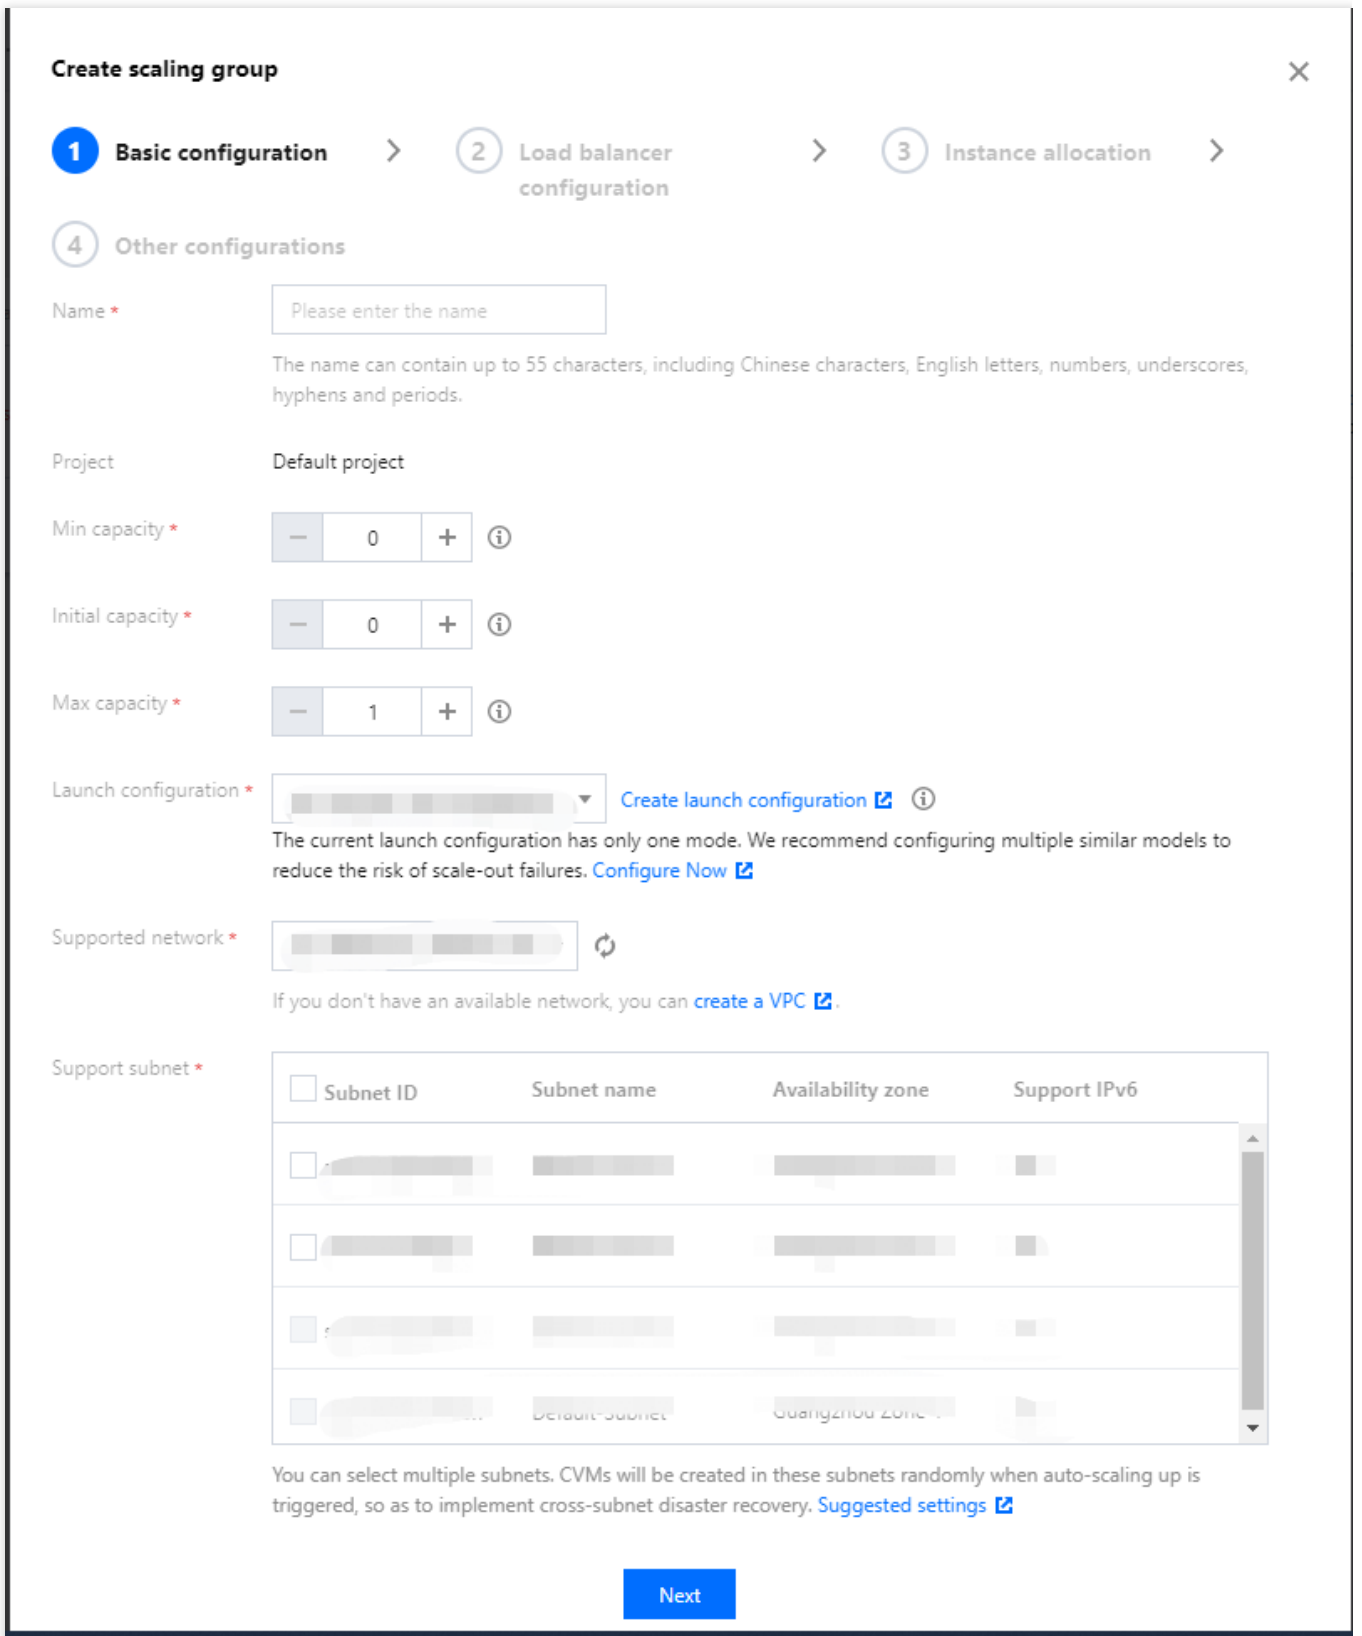 Create scaling group
1 Basic configuration > 2 Load balancer configuration > 3 Instance allocation >
4 Other configurations
Name *
Please enter the name
The name can contain up to 55 characters, including Chinese characters, English letters, numbers, underscores,
hyphens and periods.
Project Default project
Min capacity * − 0 +
Initial capacity * − 0 +
Max capacity * − 1 +
Launch configuration * Create launch configuration
The current launch configuration has only one mode. We recommend configuring multiple similar models to
reduce the risk of scale-out failures. Configure Now
Supported network *
If you don't have an available network, you can create a VPC .
Support subnet *
Subnet ID Subnet name Availability zone Support IPv6
Default-Subnet Guangzhou Zone
You can select multiple subnets. CVMs will be created in these subnets randomly when auto-scaling up is
triggered, so as to implement cross-subnet disaster recovery. Suggested settings
Next